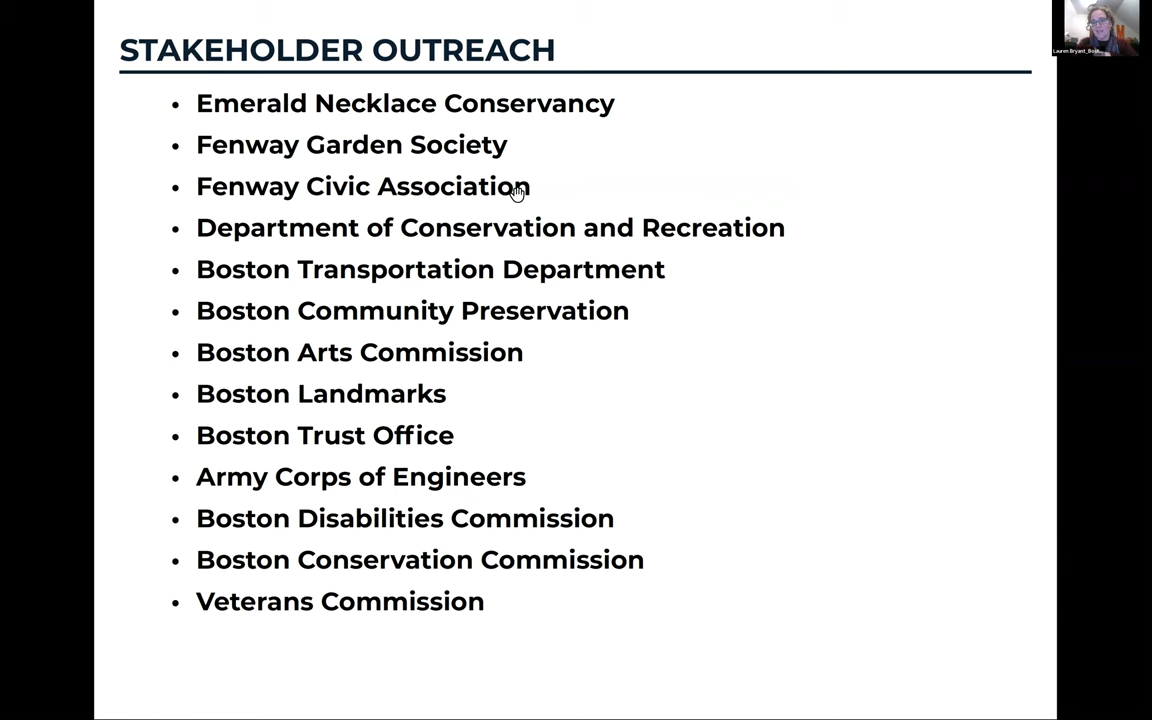 STAKEHOLDER OUTREACH
Lauren Bryant_Bost...
• Emerald Necklace Conservancy
• Fenway Garden Society
• Fenway Civic Association
• Department of Conservation and Recreation
• Boston Transportation Department
• Boston Community Preservation
• Boston Arts Commission
• Boston Landmarks
• Boston Trust Office
• Army Corps of Engineers
• Boston Disabilities Commission
• Boston Conservation Commission
• Veterans Commission